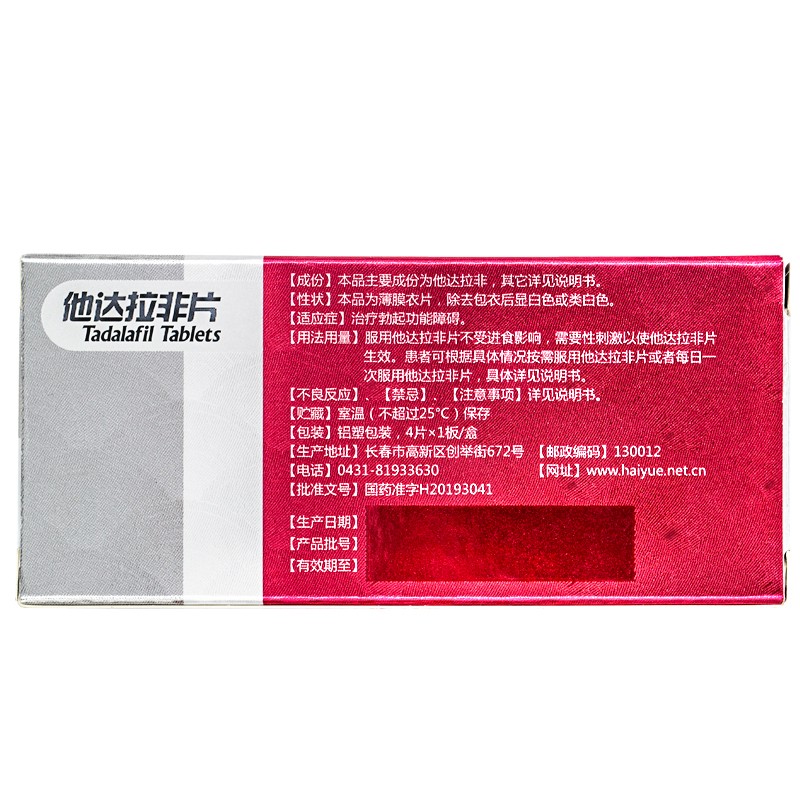 他达拉非片
Tadalafil Tablets
【成份】本品主要成份为他达拉非，其它详见说明书。
【性状】本品为薄膜衣片，除去包衣后显白色或类白色。
【适应症】治疗勃起功能障碍。
【用法用量】服用他达拉非片不受进食影响，需要性刺激以使他达拉非片
生效。患者可根据具体情况按需服用他达拉非片或者每日一
次服用他达拉非片，具体详见说明书。
【不良反应】、【禁忌】、【注意事项】详见说明书。
【贮藏】室温（不超过25℃）保存
【包装】铝塑包装，4片×1板/盒
【生产地址】长春市高新区创举街672号 【邮政编码】130012
【电话】0431-81933630 【网址】www.haiyue.net.cn
【批准文号】国药准字H20193041
【生产日期】
【产品批号】
【有效期至】